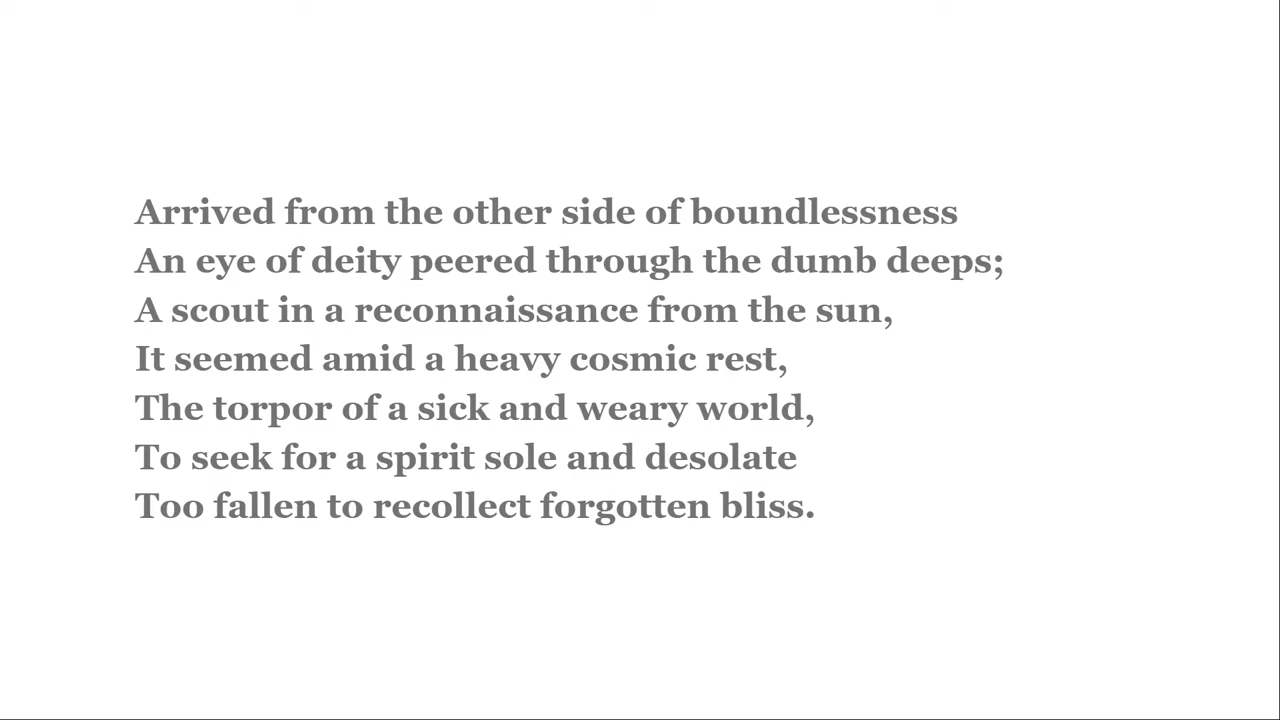 Arrived from the other side of boundlessness
An eye of deity peered through the dumb deeps;
A scout in a reconnaissance from the sun,
It seemed amid a heavy cosmic rest,
The torpor of a sick and weary world,
To seek for a spirit sole and desolate
Too fallen to recollect forgotten bliss.